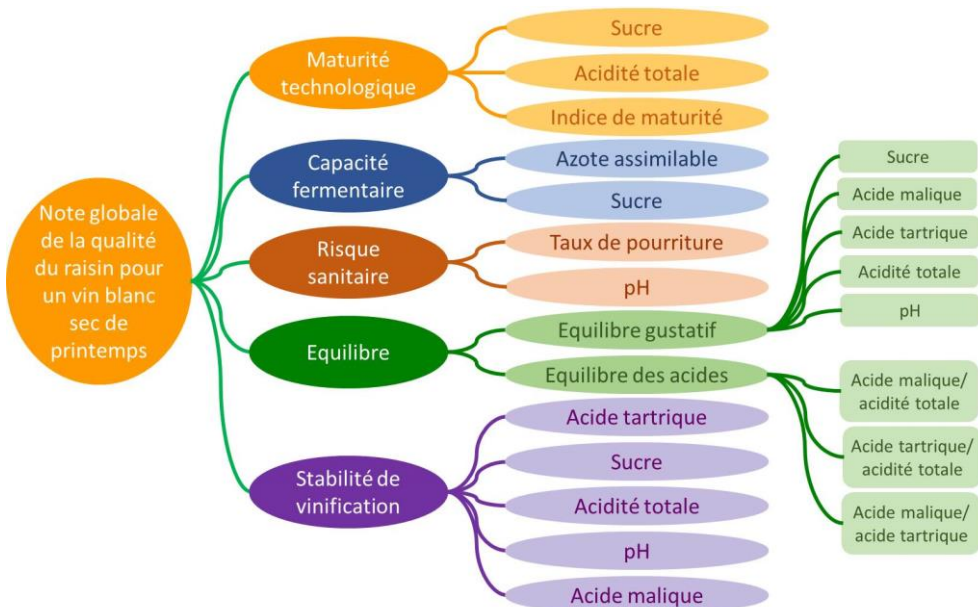 Note globale
de la qualité
du raisin pour
un vin blanc
sec de
printemps
Maturité
technologique
Sucre
Acidité totale
Indice de maturité
Capacité
fermentaire
Azote assimilable
Sucre
Risque
sanitaire
Taux de pourriture
pH
Equilibre
Equilibre gustatif
Sucre
Acide malique
Acide tartrique
Acidité totale
pH
Equilibre des acides
Acide malique/
acidité totale
Acide tartrique/
acidité totale
Acide malique/
acide tartrique
Stabilité de
vinification
Acide tartrique
Sucre
Acidité totale
pH
Acide malique